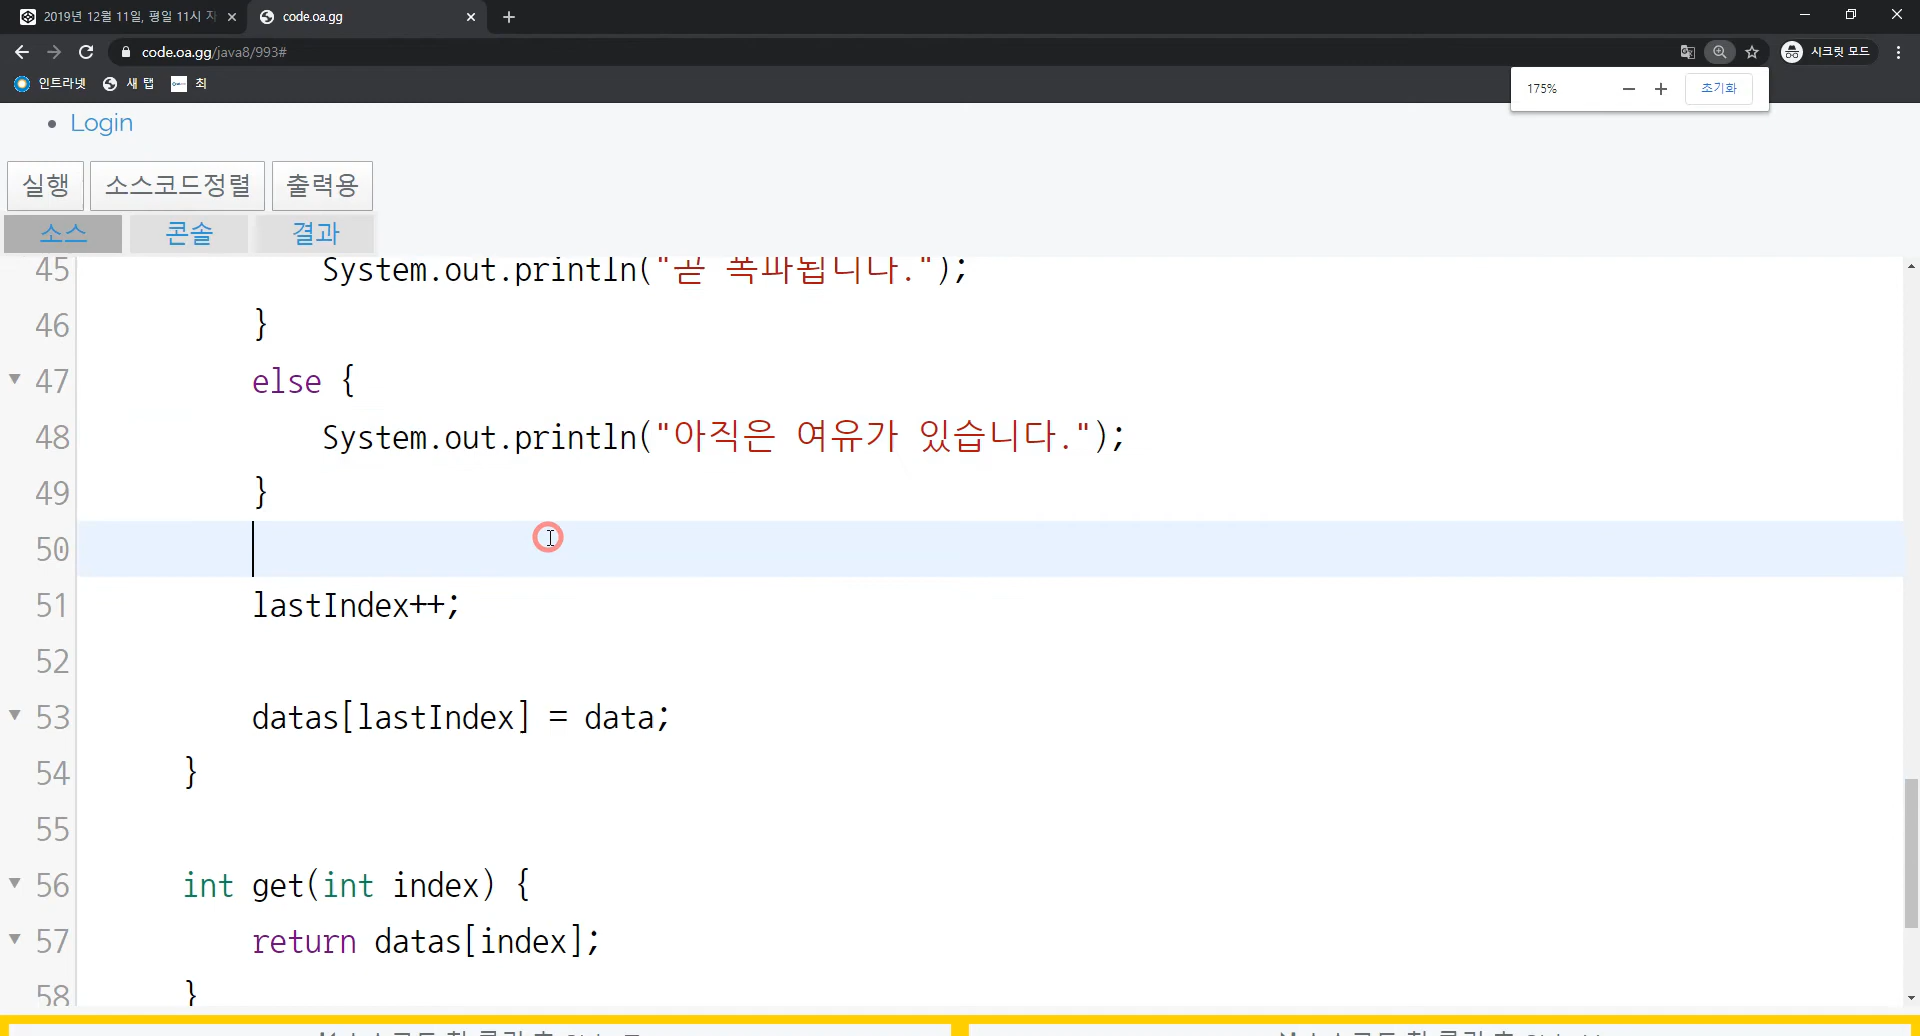 2019년 12월 11일, 평일 11시 자
code.oa.gg
code.oa.gg/java8/993#
시크릿 모드
인트라넷
새 탭
최
175%
초기화
Login
실행
소스코드정렬
출력용
소스
콘솔
결과
45 System.out.println("곧 폭파됩니다.");
46 }
47 else {
48 System.out.println("아직은 여유가 있습니다.");
49 }
50
51 lastIndex++;
52
53 datas[lastIndex] = data;
54 }
55
56 int get(int index) {
57 return datas[index];
58 }